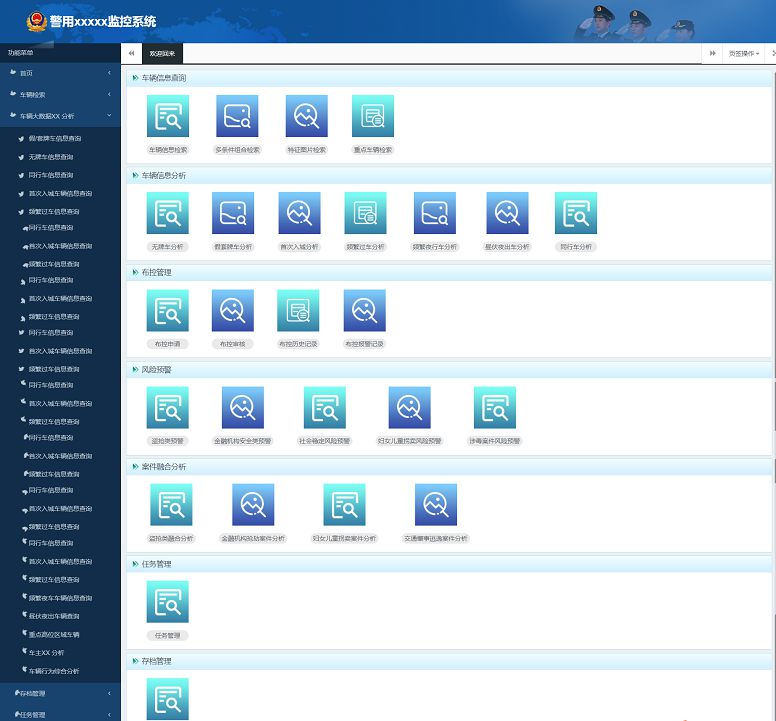 警用xxxxx监控系统
功能菜单
欢迎回来
页签操作
首页
车辆检索
车辆大数据XX 分析
假/套牌车信息查询
无牌车信息查询
同行车信息查询
首次入城车辆信息查询
频繁过车信息查询
同行车信息查询
首次入城车辆信息查询
频繁过车信息查询
同行车信息查询
首次入城车辆信息查询
频繁过车信息查询
同行车信息查询
首次入城车辆信息查询
频繁过车信息查询
同行车信息查询
首次入城车辆信息查询
频繁过车信息查询
同行车信息查询
首次入城车辆信息查询
频繁过车信息查询
同行车信息查询
首次入城车辆信息查询
频繁过车信息查询
同行车信息查询
首次入城车辆信息查询
频繁过车信息查询
频繁夜车车辆信息查询
昼伏夜出车辆查询
重点高位区域车辆
车主XX 分析
车辆行为综合分析
存档管理
任务管理
车辆信息查询
车辆信息检索
多条件组合检索
特征图片检索
重点车辆检索
车辆信息分析
无牌车分析
假套牌车分析
首次入城分析
频繁过车分析
频繁夜行车分析
昼伏夜出车分析
同行车分析
布控管理
布控申请
布控审核
布控历史记录
布控报警记录
风险预警
盗抢类预警
金融机构安全类预警
社会稳定风险预警
妇女儿童拐卖风险预警
涉毒案件风险预警
案件融合分析
盗抢类融合分析
金融机构抢劫案件分析
妇女儿童拐卖案件分析
交通肇事逃逸案件分析
任务管理
任务管理
存档管理